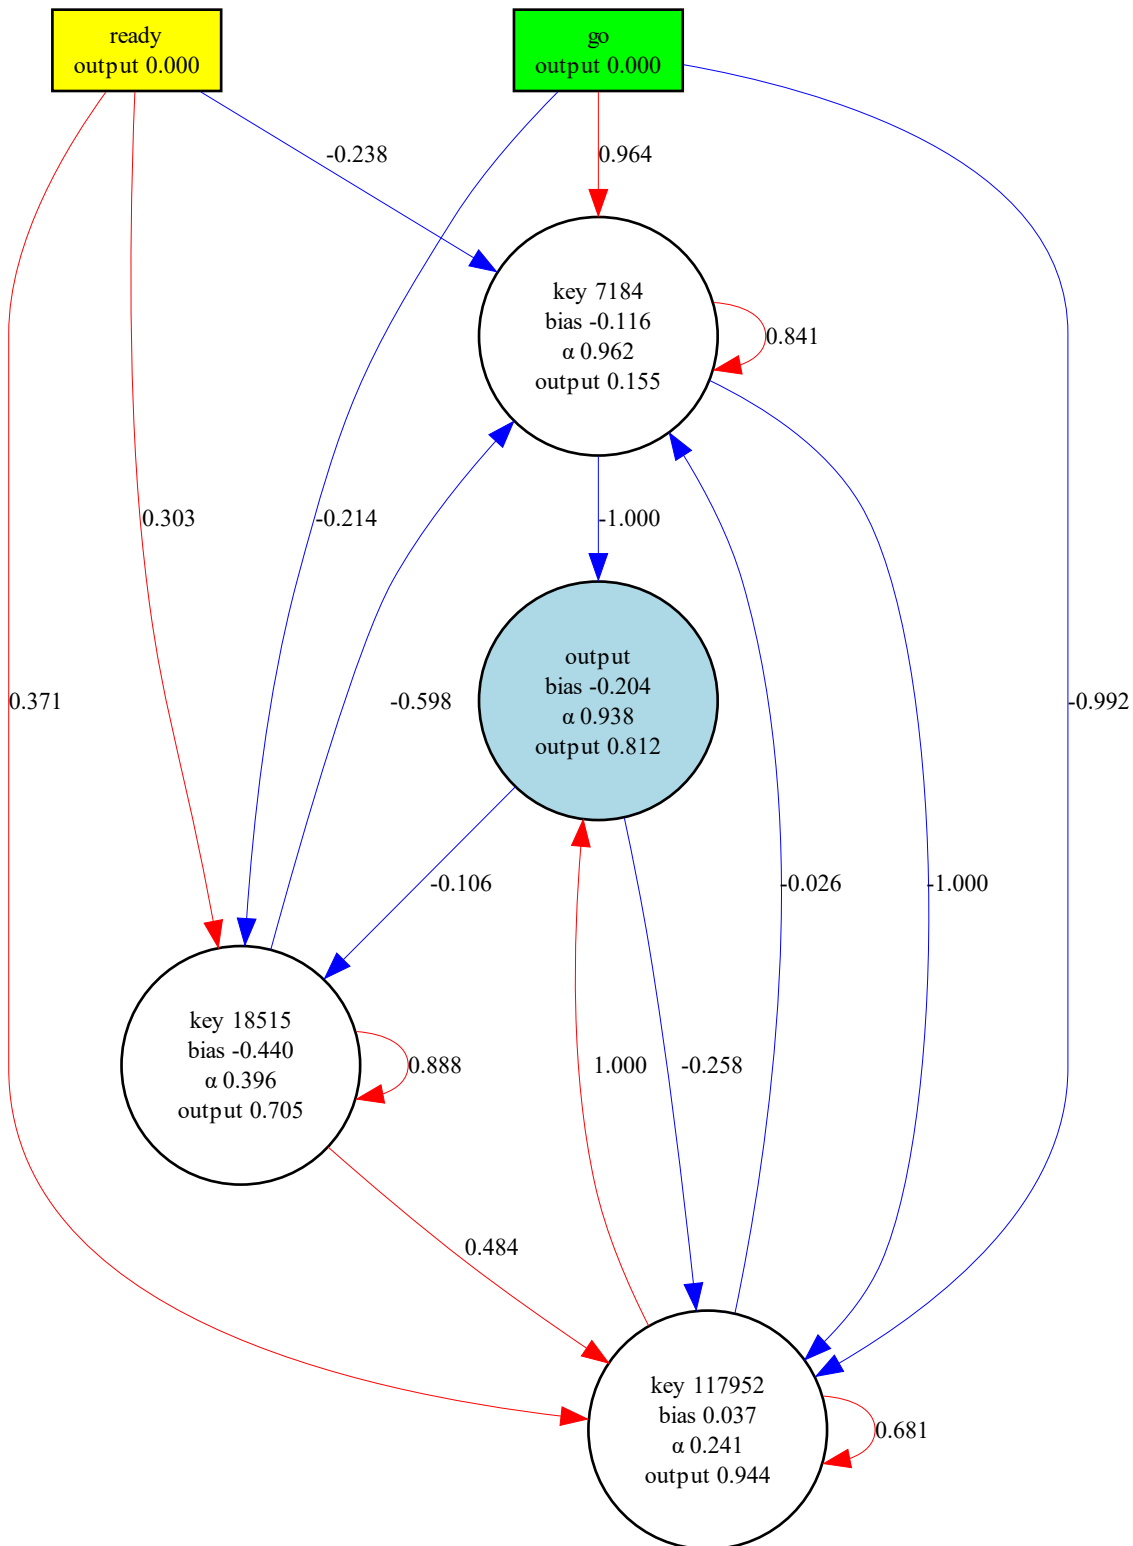 ready
output 0.000
go
output 0.000
-0.238
0.964
key 7184
bias -0.116
α 0.962
output 0.155
0.841
0.303
-0.214
-1.000
output
bias -0.204
α 0.938
output 0.812
0.371
-0.598
-0.992
-0.106
-0.026
-1.000
key 18515
bias -0.440
α 0.396
output 0.705
0.888
1.000
-0.258
0.484
key 117952
bias 0.037
α 0.241
output 0.944
0.681